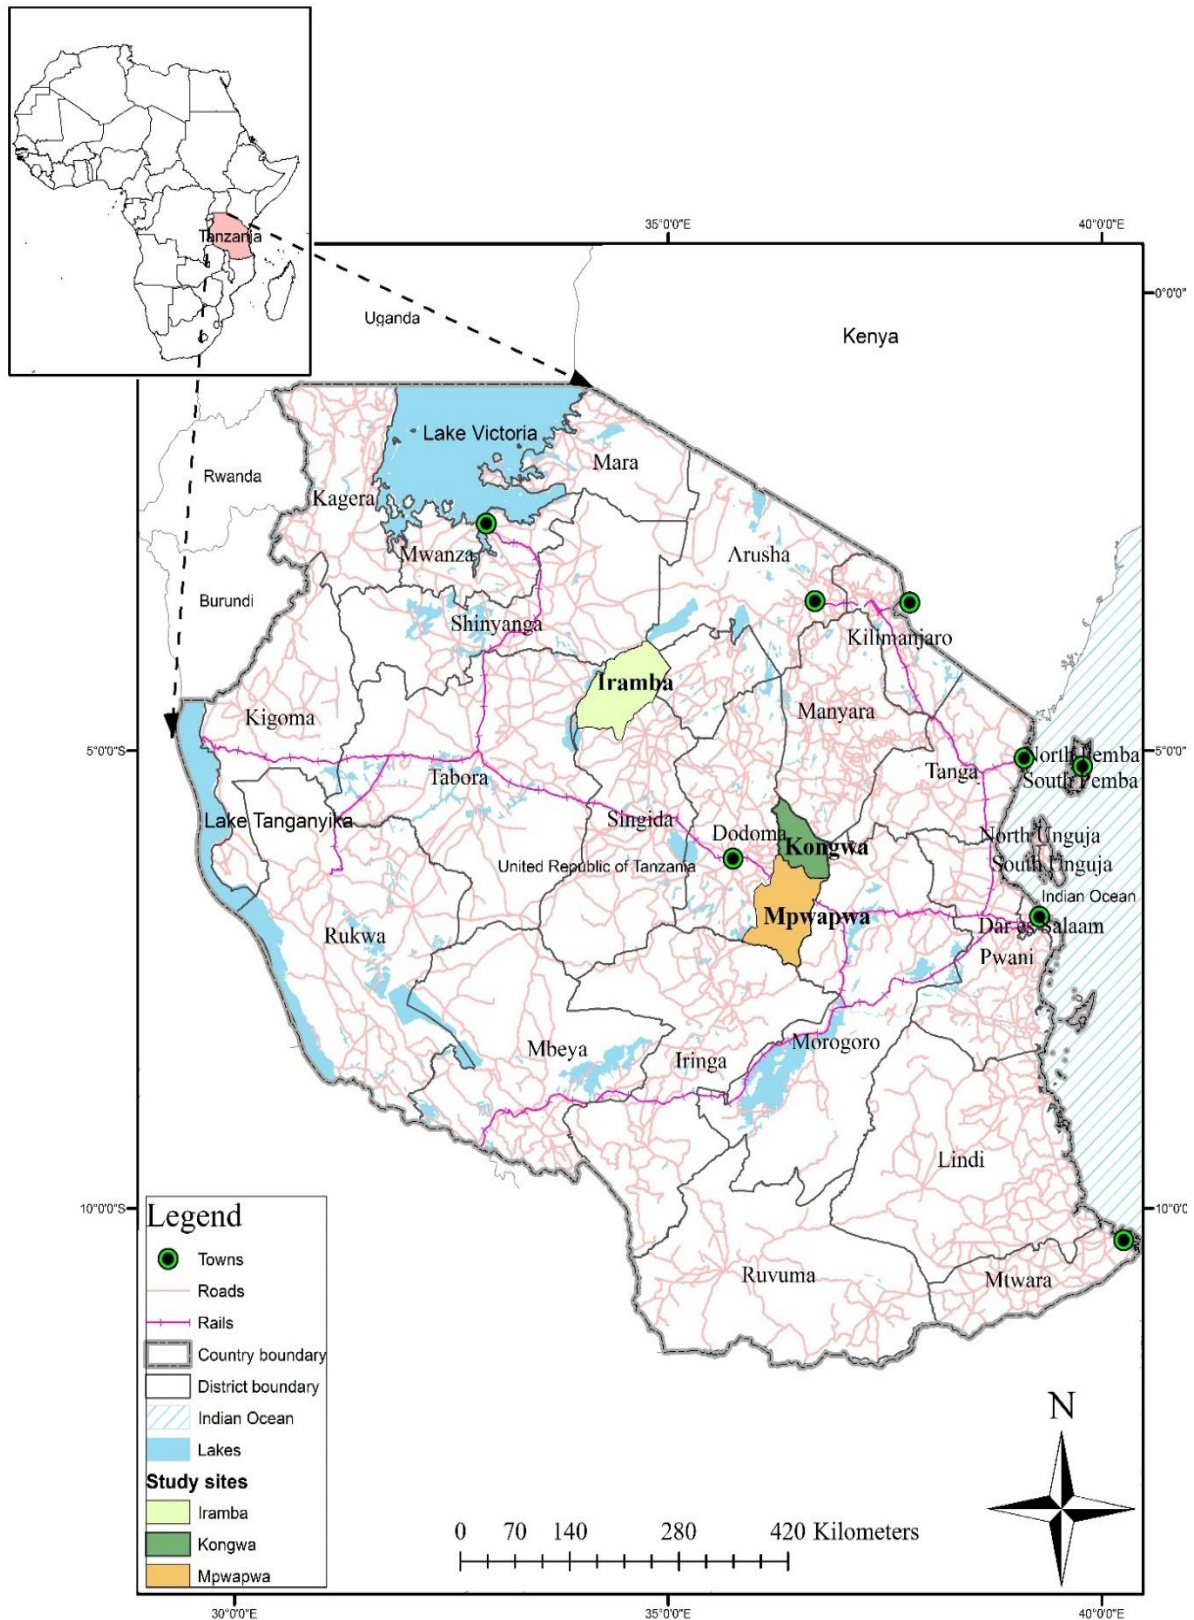 Tanzania
35°0'0"E
40°0'0"E
Uganda
Kenya
0°0'0"
Lake Victoria
Mara
Rwanda
Kagera
Arusha
Mwanza
Burundi
Shinyanga
Kilimanjaro
Iramba
Kigoma
Manyara
5°0'0"S
5°0'0"S
North Pemba
Tabora
Tanga
South Pemba
Lake Tanganyika
Singida
Dodoma
North Unguja
Kongwa
United Republic of Tanzania
South Unguja
Indian Ocean
Mpwapwa
Dar es Salaam
Rukwa
Pwani
Mbeya
Iringa
Morogoro
Lindi
10°0'0"S
10°0'0"S
Ruvuma
Mtwara
Legend
Towns
Roads
Rails
Country boundary
District boundary
Indian Ocean
Lakes
Study sites
Iramba
Kongwa
Mpwapwa
N
0 70 140 280 420 Kilometers
30°0'0"E
35°0'0"E
40°0'0"E